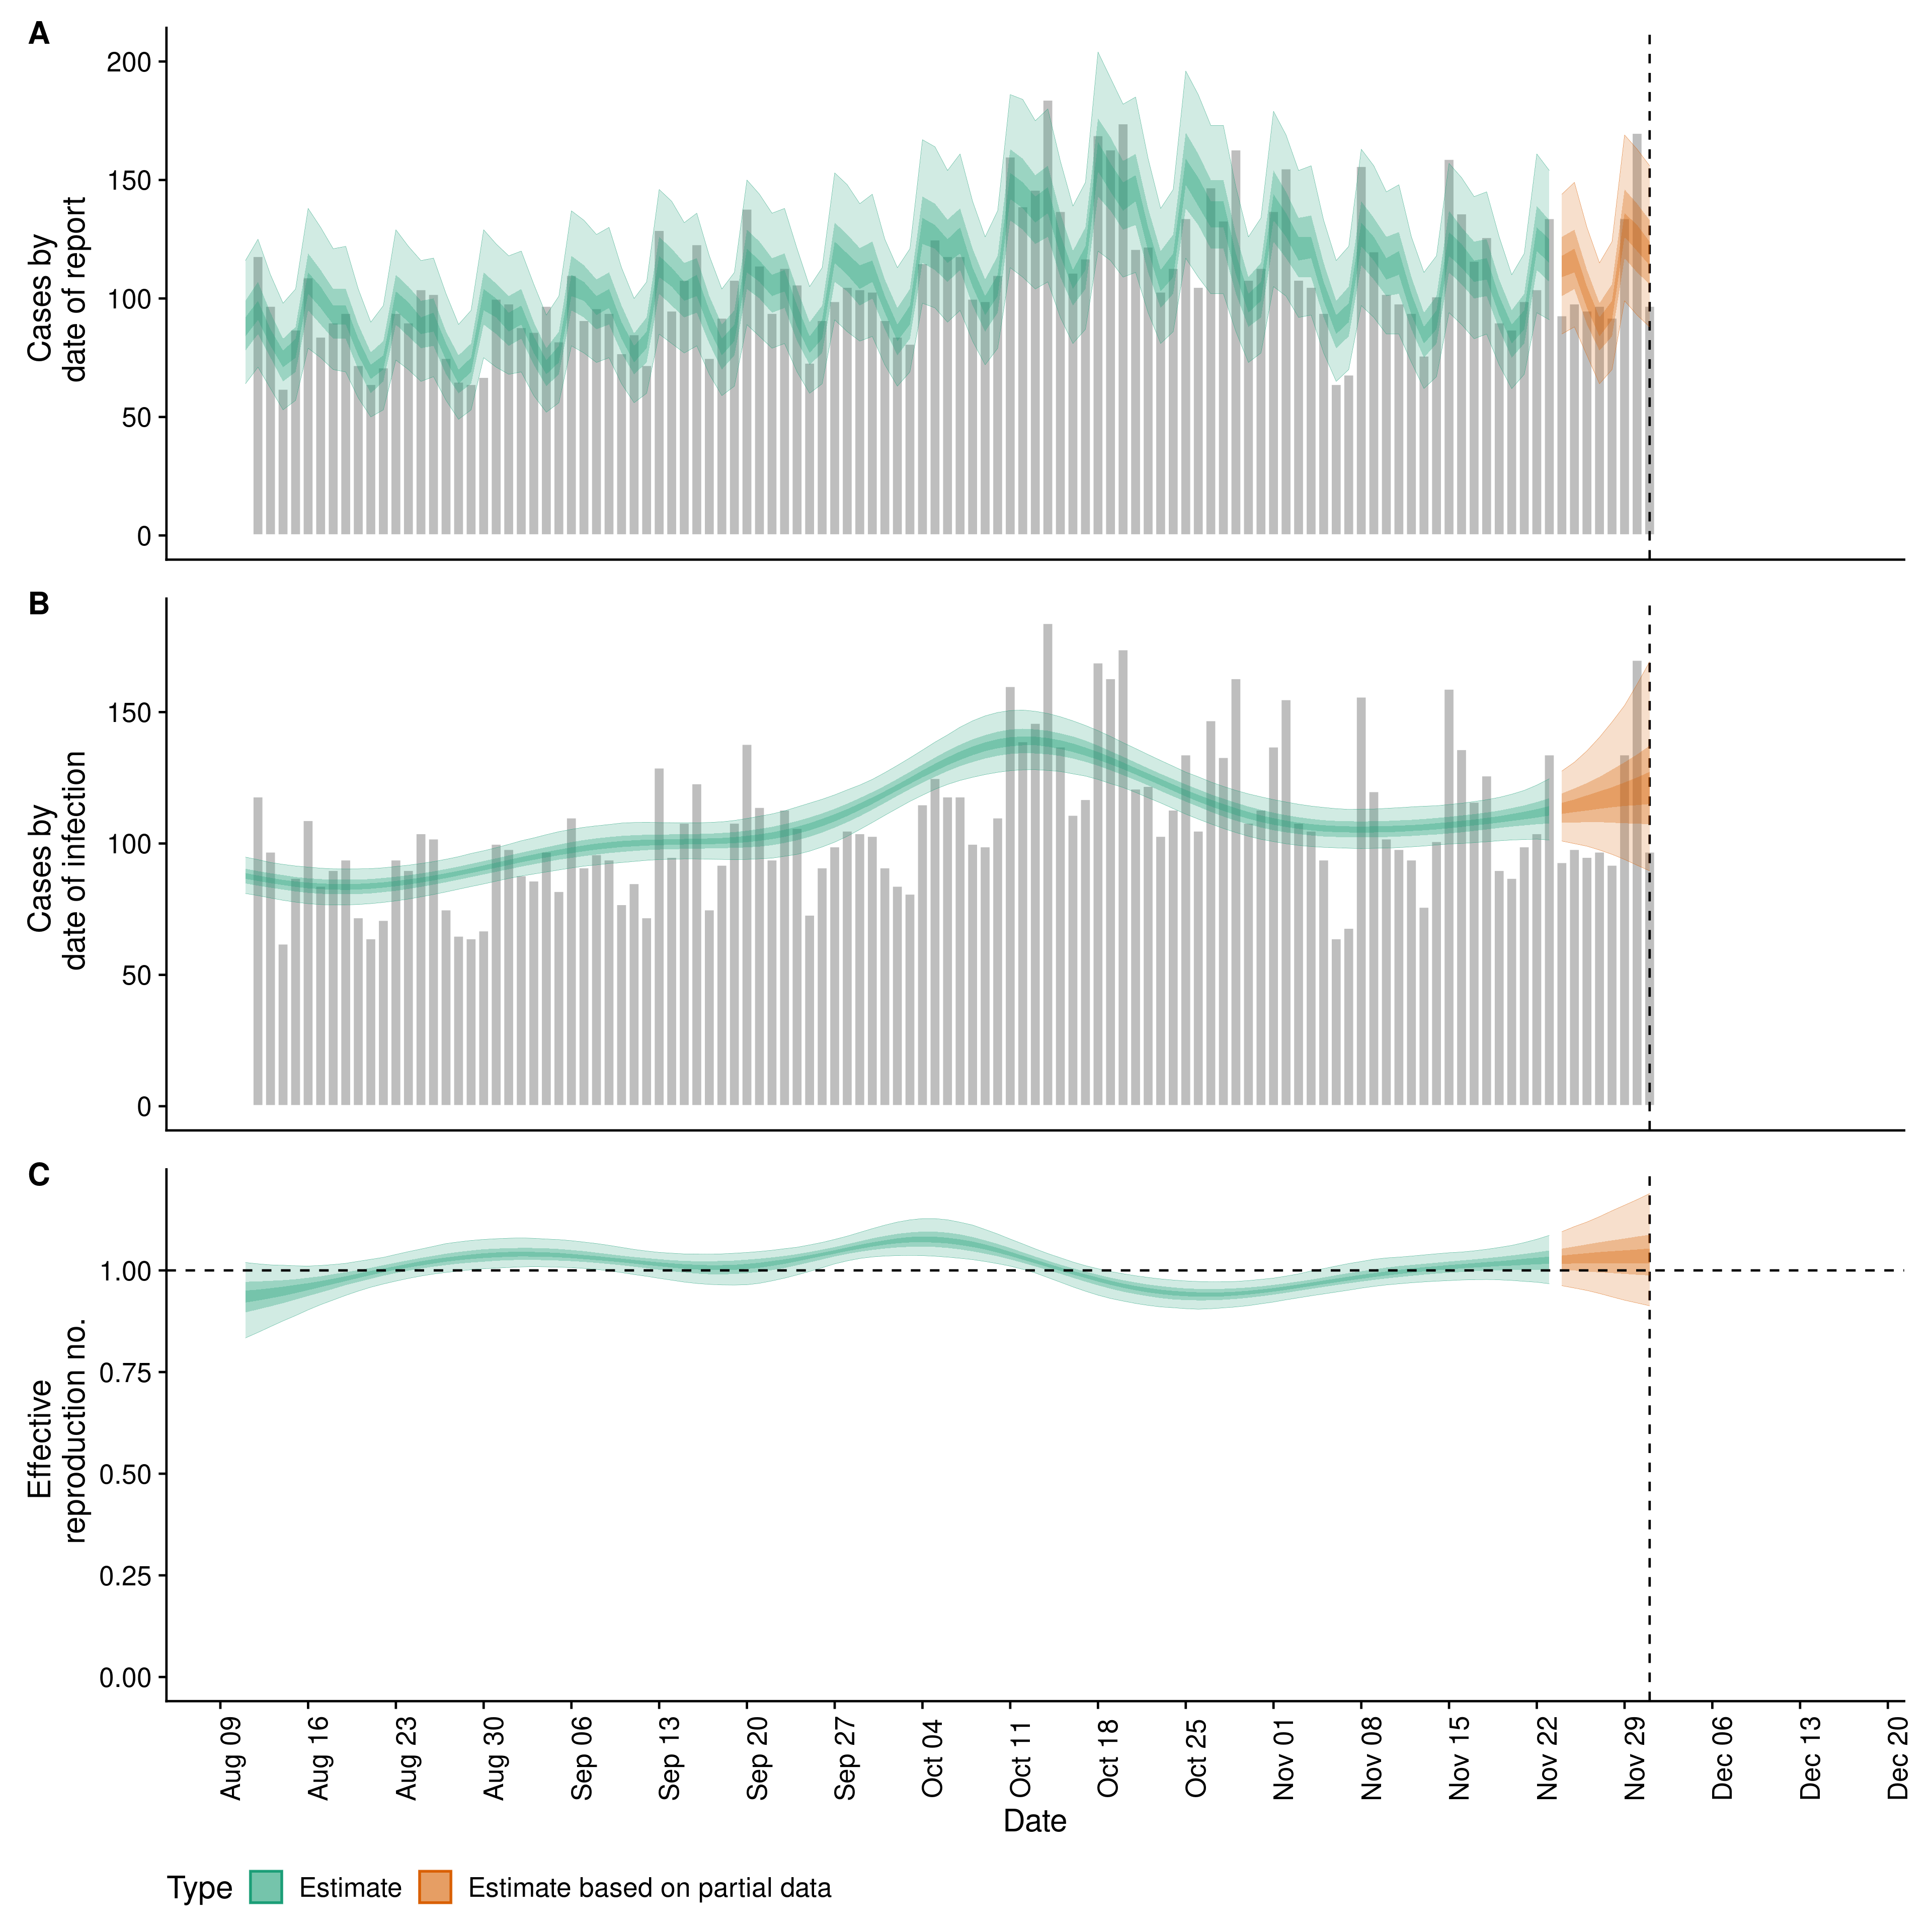 A
Cases by
date of report
200
150
100
50
0
B
Cases by
date of infection
150
100
50
0
C
Effective
reproduction no.
1.00
0.75
0.50
0.25
0.00
Aug 09
Aug 16
Aug 23
Aug 30
Sep 06
Sep 13
Sep 20
Sep 27
Oct 04
Oct 11
Oct 18
Oct 25
Nov 01
Nov 08
Nov 15
Nov 22
Nov 29
Dec 06
Dec 13
Dec 20
Date
Type Estimate Estimate based on partial data